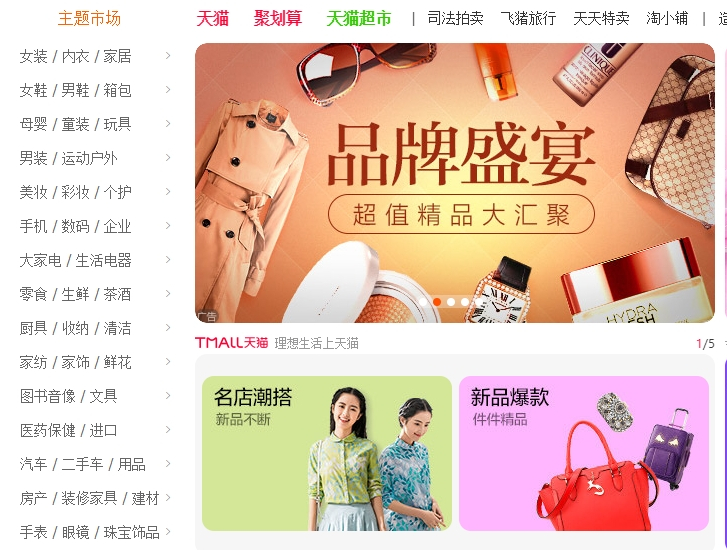 主题市场
天猫 聚划算 天猫超市 | 司法拍卖 飞猪旅行 天天特卖 淘小铺 |
女装 / 内衣 / 家居
女鞋 / 男鞋 / 箱包
母婴 / 童装 / 玩具
男装 / 运动户外
美妆 / 彩妆 / 个护
手机 / 数码 / 企业
大家电 / 生活电器
零食 / 生鲜 / 茶酒
厨具 / 收纳 / 清洁
家纺 / 家饰 / 鲜花
图书音像 / 文具
医药保健 / 进口
汽车 / 二手车 / 用品
房产 / 装修家具 / 建材
手表 / 眼镜 / 珠宝饰品
CLINIQUE
品牌盛宴
超值精品大汇聚
HYDRA
广告
TMALL天猫 理想生活上天猫 1/5
名店潮搭
新品不断
新品爆款
件件精品